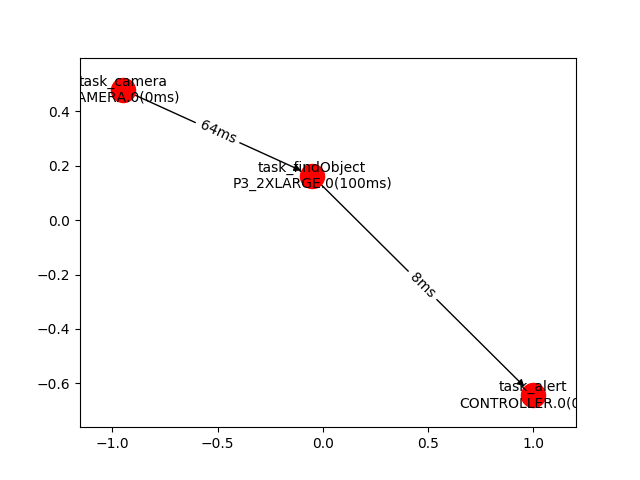 task_camera
AMERA.0(0ms)
64ms
task_findObject
P3_2XLARGE.0(100ms)
8ms
task_alert
CONTROLLER.0(0
0.4
0.2
0.0
−0.2
−0.4
−0.6
−1.0 −0.5 0.0 0.5 1.0